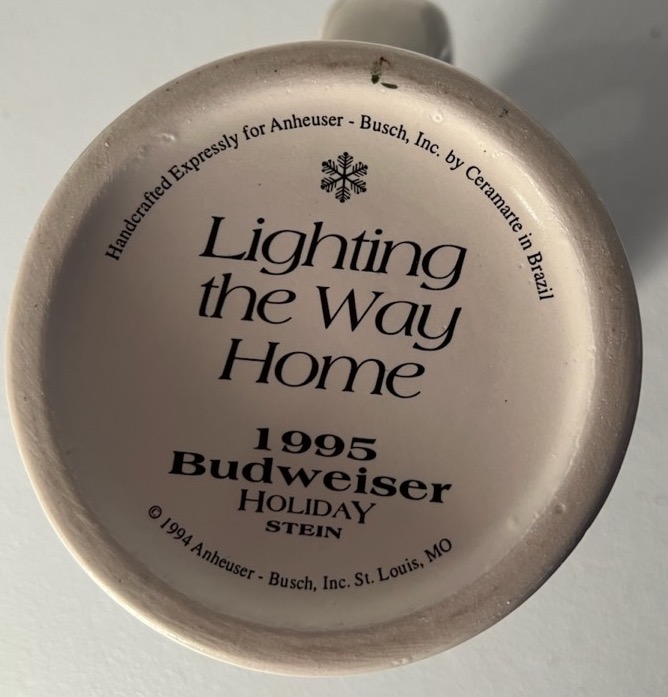 Handcrafted Expressly for Anheuser - Busch, Inc. by Ceramarte in Brazil
Lighting
the Way
Home
1995
Budweiser
HOLIDAY
STEIN
© 1994 Anheuser - Busch, Inc. St. Louis, MO